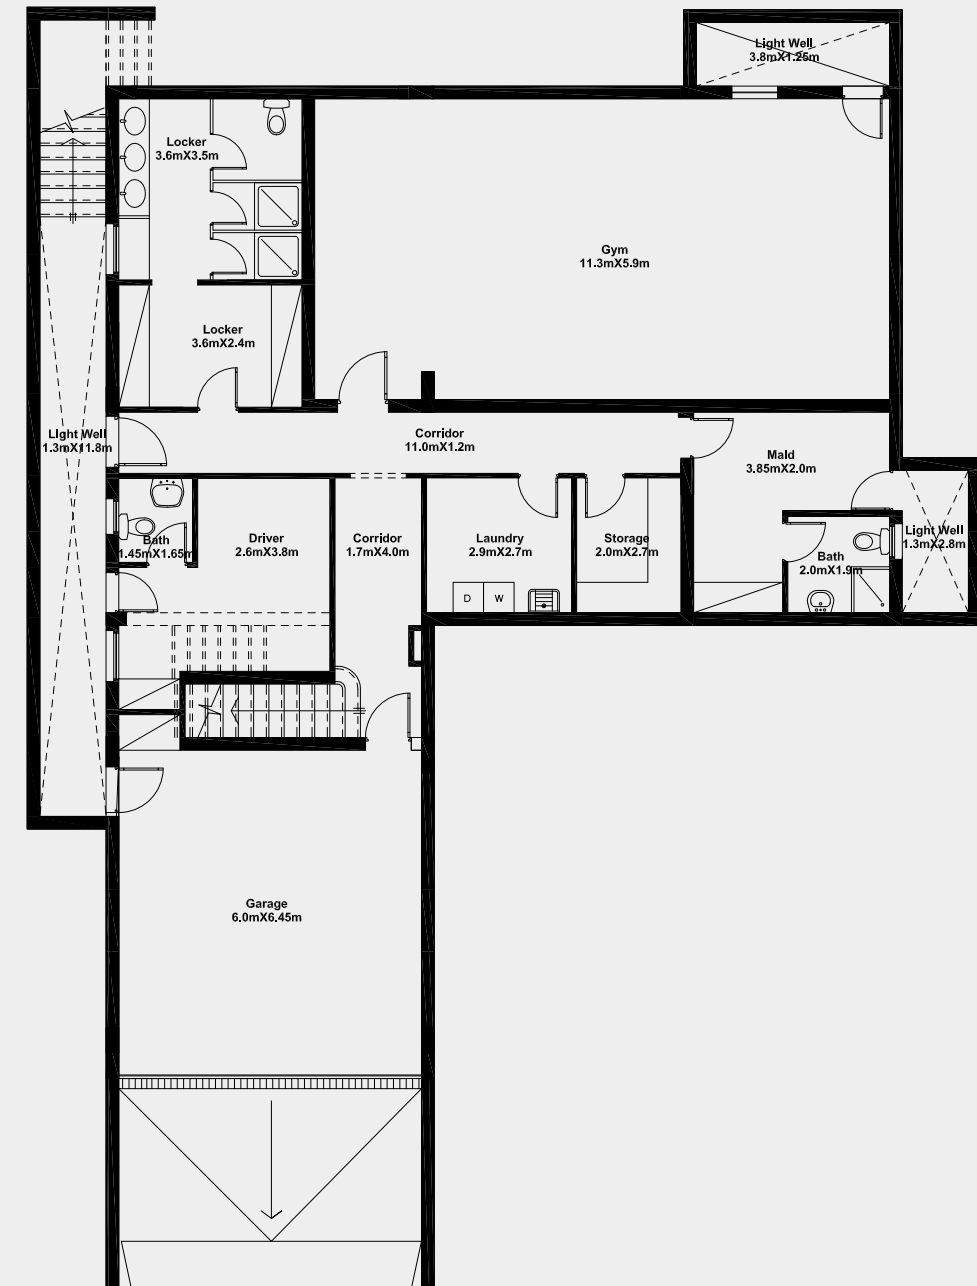 Light Well
3.8mX1.25m
Locker
3.6mX3.5m
Gym
11.3mX5.9m
Locker
3.6mX2.4m
LIght Well
1.3mX11.8m
Corridor
11.0mX1.2m
Maid
3.85mX2.0m
Bath
1.45mX1.65m
Driver
2.6mX3.8m
Corridor
1.7mX4.0m
Laundry
2.9mX2.7m
Storage
2.0mX2.7m
Light Well
1.3mX2.8m
Bath
2.0mX1.9m
D W
Garage
6.0mX6.45m